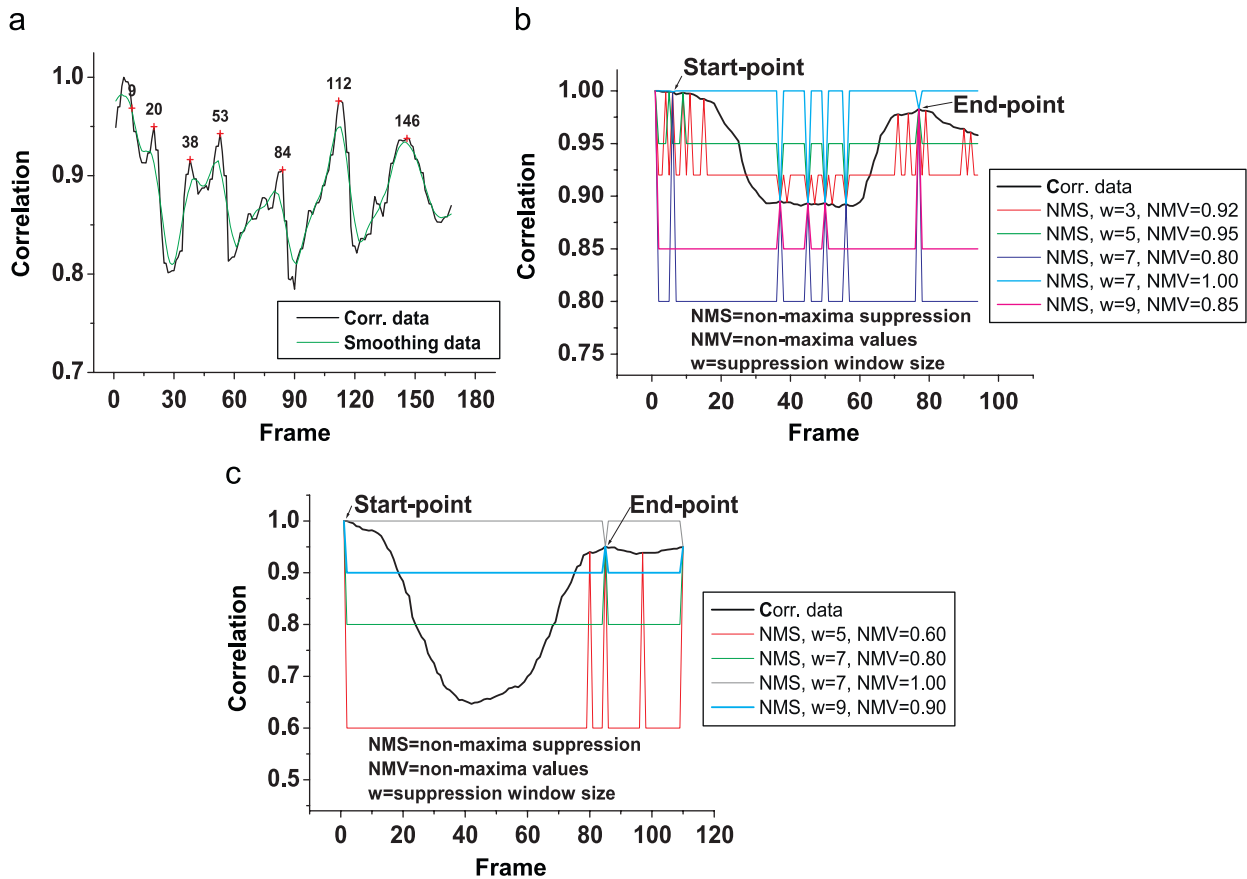 a
1.0
0.9
0.8
0.7
Correlation
9
20
38
53
84
112
146
Corr. data
Smoothing data
0 30 60 90 120 150 180
Frame
b
Start-point
End-point
1.00
0.95
0.90
0.85
0.80
0.75
Correlation
NMS=non-maxima suppression
NMV=non-maxima values
w=suppression window size
0 20 40 60 80 100
Frame
Corr. data
NMS, w=3, NMV=0.92
NMS, w=5, NMV=0.95
NMS, w=7, NMV=0.80
NMS, w=7, NMV=1.00
NMS, w=9, NMV=0.85
c
Start-point
End-point
1.0
0.9
0.8
0.7
0.6
0.5
Correlation
NMS=non-maxima suppression
NMV=non-maxima values
w=suppression window size
0 20 40 60 80 100 120
Frame
Corr. data
NMS, w=5, NMV=0.60
NMS, w=7, NMV=0.80
NMS, w=7, NMV=1.00
NMS, w=9, NMV=0.90